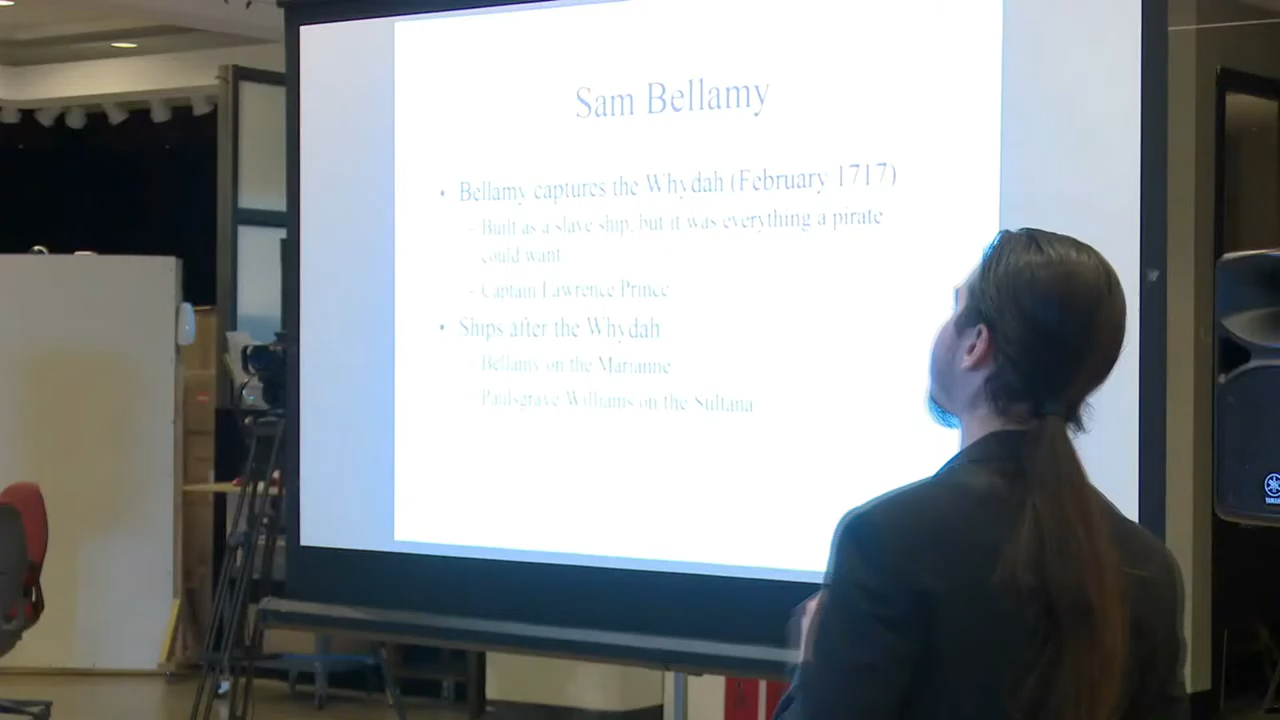 Sam Bellamy
• Bellamy captures the Whydah (February 1717)
- Built as a slave ship, but it was everything a pirate
could want
- Captain Lawrence Prince
• Ships after the Whydah
- Bellamy on the Marianne
- Paulsgrave Williams on the Sultana
YAMAHA